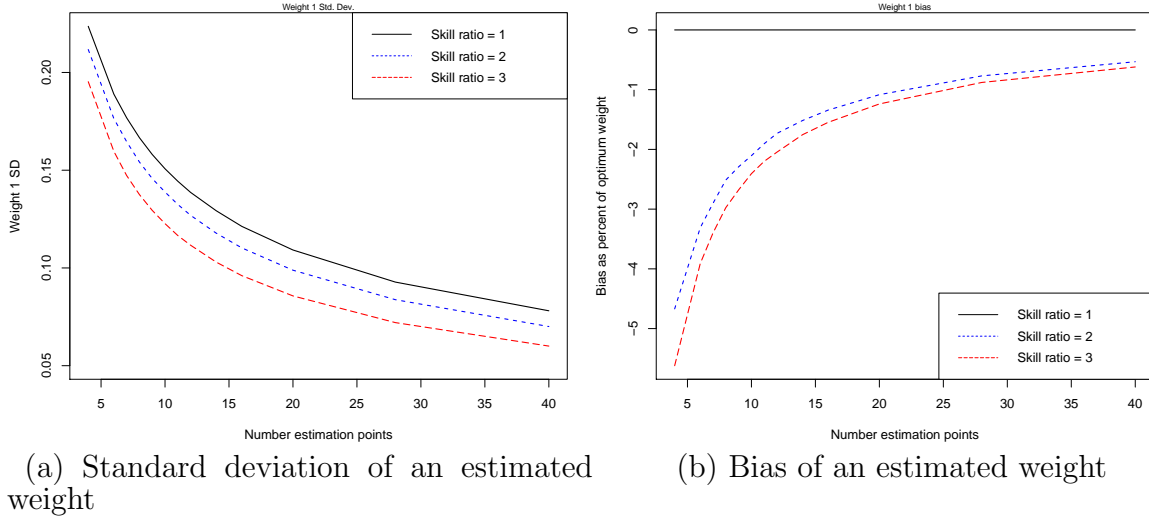 Weight 1 Std. Dev.
Skill ratio = 1
Skill ratio = 2
Skill ratio = 3
Weight 1 SD
0.20
0.15
0.10
0.05
5 10 15 20 25 30 35 40
Number estimation points
(a) Standard deviation of an estimated
weight
Weight 1 bias
Bias as percent of optimum weight
0
-1
-2
-3
-4
-5
Skill ratio = 1
Skill ratio = 2
Skill ratio = 3
5 10 15 20 25 30 35 40
Number estimation points
(b) Bias of an estimated weight